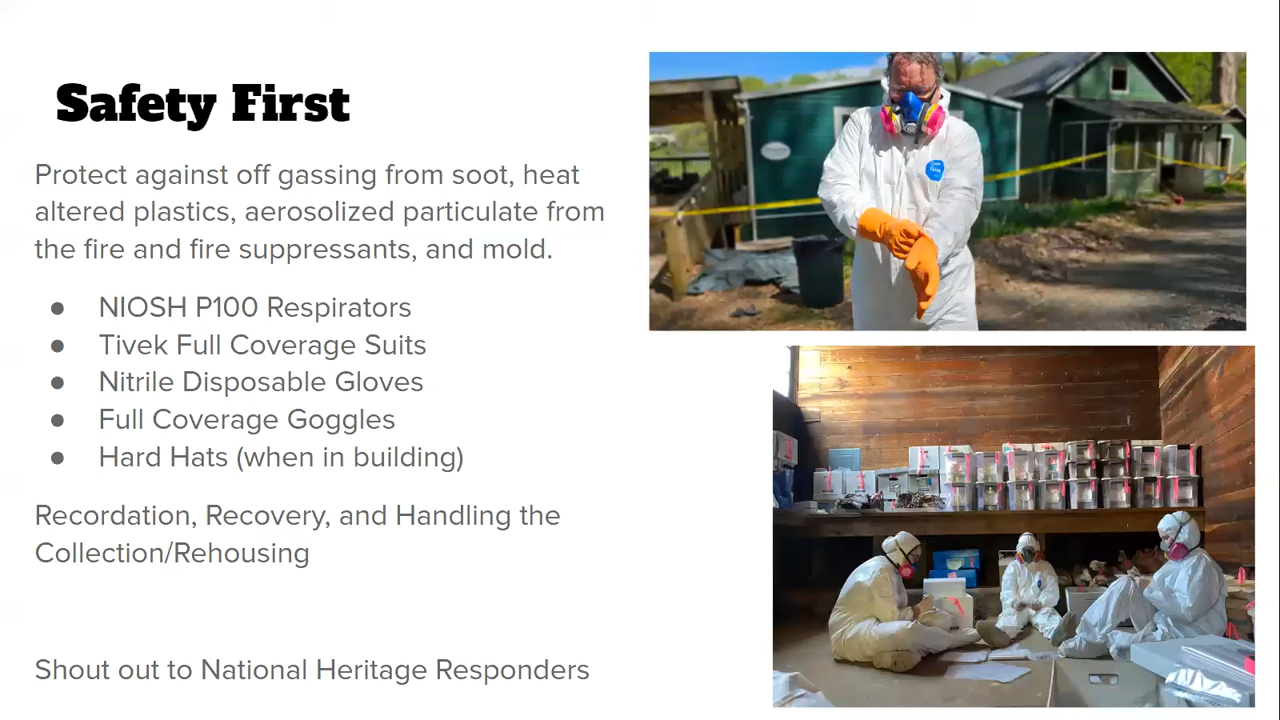 Safety First
Protect against off gassing from soot, heat
altered plastics, aerosolized particulate from
the fire and fire suppressants, and mold.
● NIOSH P100 Respirators
● Tivek Full Coverage Suits
● Nitrile Disposable Gloves
● Full Coverage Goggles
● Hard Hats (when in building)
Recordation, Recovery, and Handling the
Collection/Rehousing
Shout out to National Heritage Responders